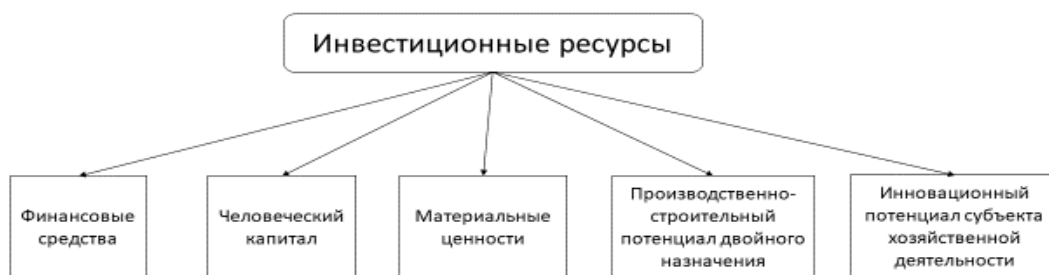 Инвестиционные ресурсы
Финансовые
средства
Человеческий
капитал
Материальные
ценности
Производственно-
строительный
потенциал двойного
назначения
Инновационный
потенциал субъекта
хозяйственной
деятельности